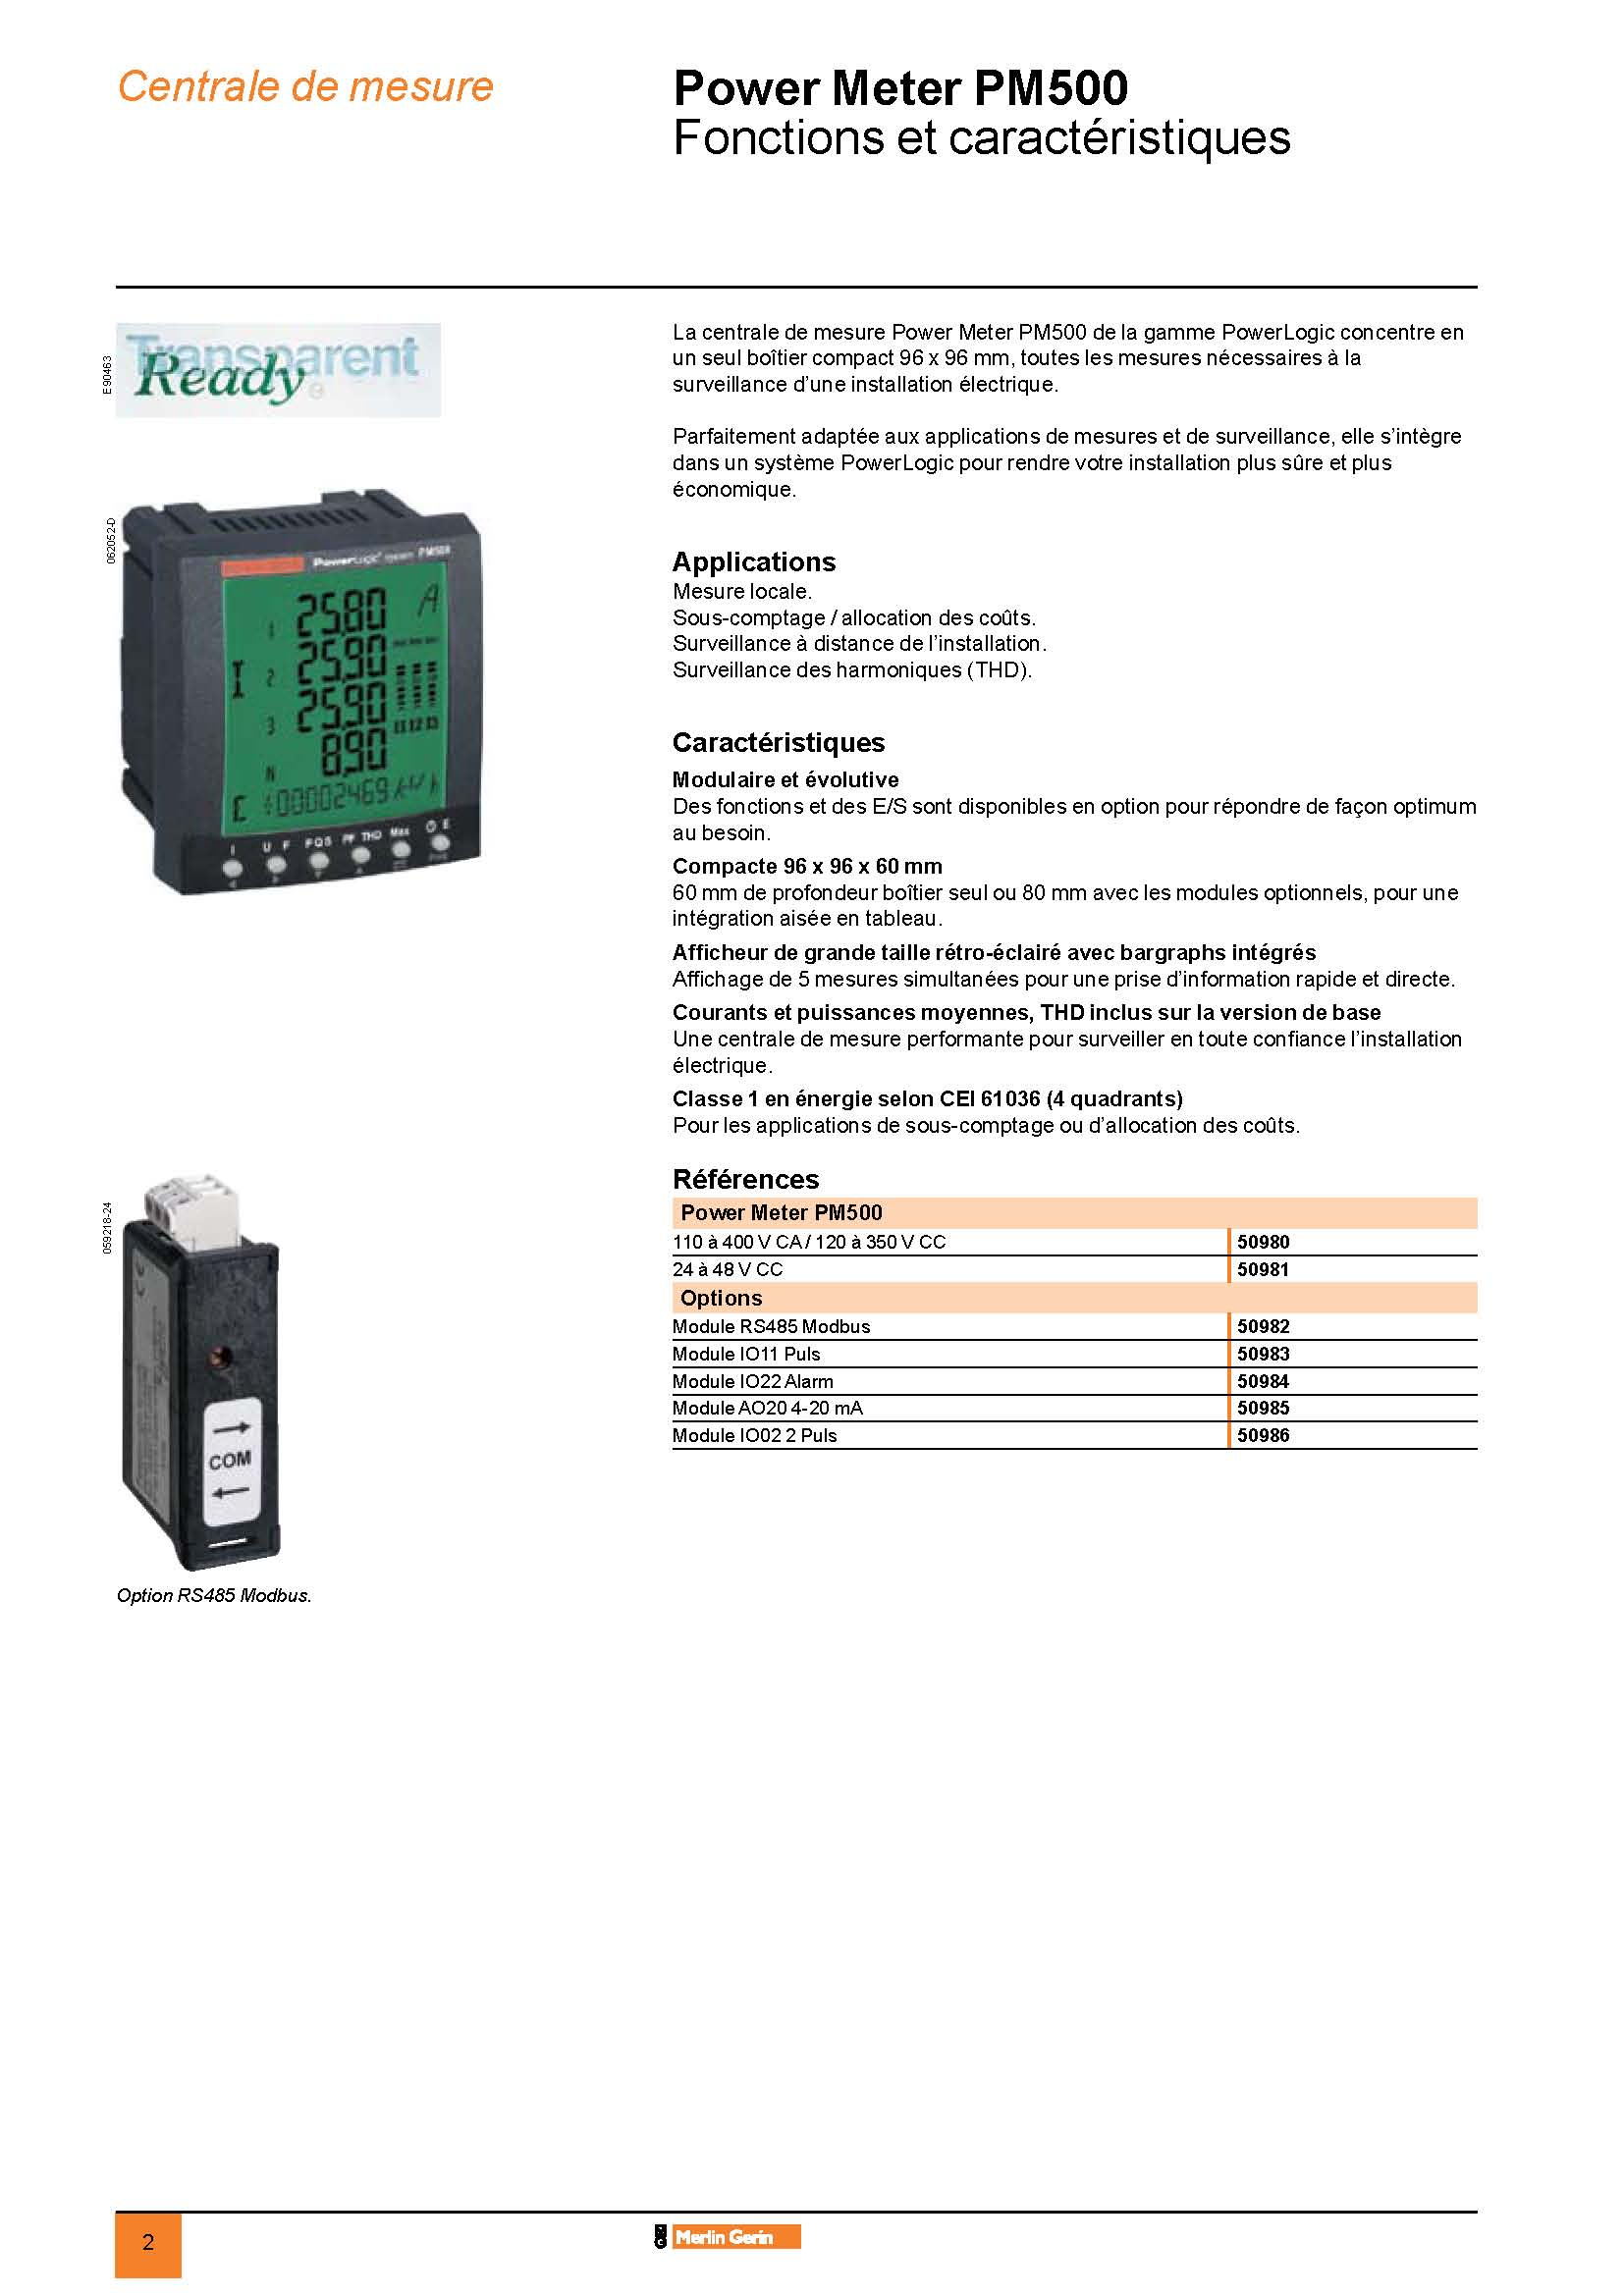 Centrale de mesure
Power Meter PM500
Fonctions et caractéristiques
E90463
Transparent
Ready
La centrale de mesure Power Meter PM500 de la gamme PowerLogic concentre en
un seul boîtier compact 96 x 96 mm, toutes les mesures nécessaires à la
surveillance d’une installation électrique.
Parfaitement adaptée aux applications de mesures et de surveillance, elle s’intègre
dans un système PowerLogic pour rendre votre installation plus sûre et plus
économique.
062052-D
PowerLogic PM500
1 25.80 A
2 25.90
3 25.90
N 8.90
00002469
I U F PQS PF THD Max E
Applications
Mesure locale.
Sous-comptage / allocation des coûts.
Surveillance à distance de l’installation.
Surveillance des harmoniques (THD).
Caractéristiques
Modulaire et évolutive
Des fonctions et des E/S sont disponibles en option pour répondre de façon optimum
au besoin.
Compacte 96 x 96 x 60 mm
60 mm de profondeur boîtier seul ou 80 mm avec les modules optionnels, pour une
intégration aisée en tableau.
Afficheur de grande taille rétro-éclairé avec bargraphs intégrés
Affichage de 5 mesures simultanées pour une prise d’information rapide et directe.
Courants et puissances moyennes, THD inclus sur la version de base
Une centrale de mesure performante pour surveiller en toute confiance l’installation
électrique.
Classe 1 en énergie selon CEI 61036 (4 quadrants)
Pour les applications de sous-comptage ou d’allocation des coûts.
059218-24
COM
Option RS485 Modbus.
Références
Power Meter PM500
110 à 400 V CA / 120 à 350 V CC 50980
24 à 48 V CC 50981
Options
Module RS485 Modbus 50982
Module IO11 Puls 50983
Module IO22 Alarm 50984
Module AO20 4-20 mA 50985
Module IO02 2 Puls 50986
2
Merlin Gerin